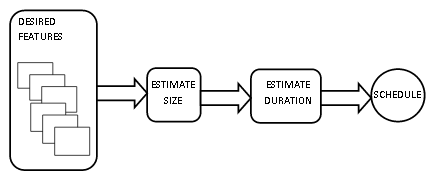 DESIRED
FEATURES
ESTIMATE
SIZE
ESTIMATE
DURATION
SCHEDULE